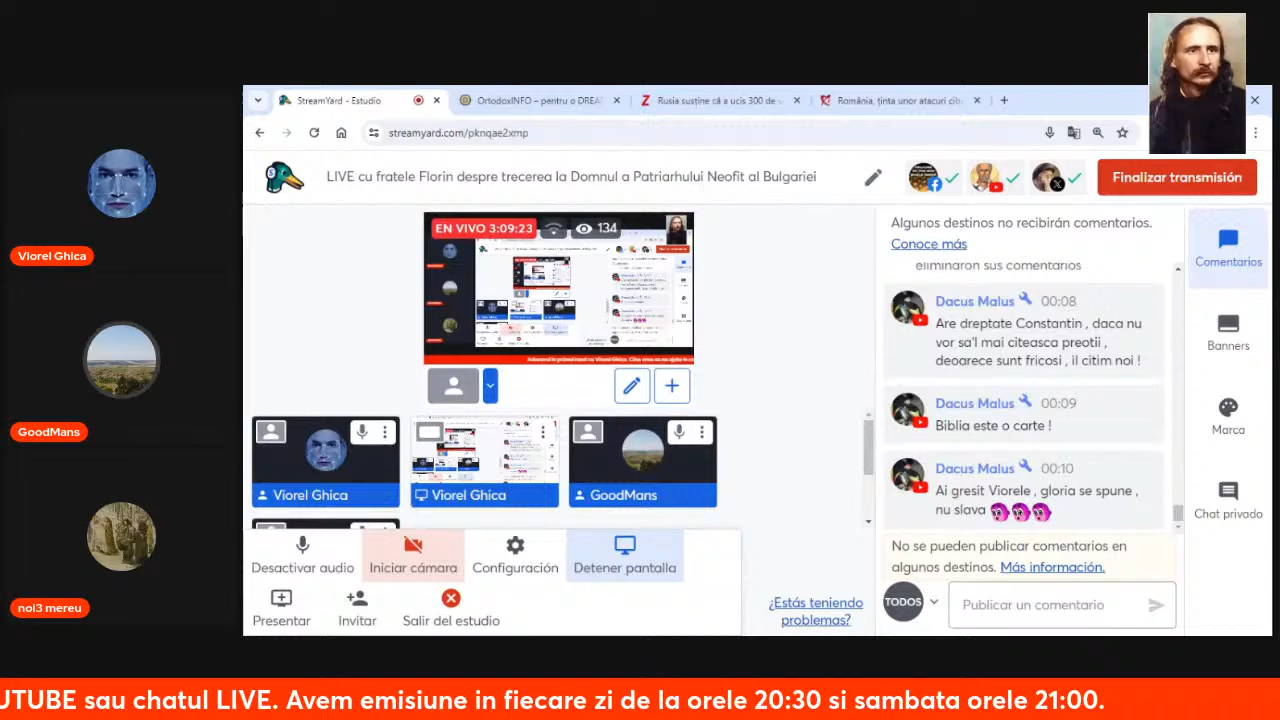 StreamYard - Estudio
OrtodoxINFO – pentru o DREA
Rusia susține că a ucis 300 de
România, ținta unor atacuri cib
streamyard.com/pknqae2xmp
LIVE cu fratele Florin despre trecerea la Domnul a Patriarhului Neofit al Bulgariei
Finalizar transmisión
EN VIVO 3:09:23
134
Viorel Ghica
GoodMans
noi3 mereu
Viorel Ghica
Viorel Ghica
GoodMans
Desactivar audio
Iniciar cámara
Configuración
Detener pantalla
Presentar
Invitar
Salir del estudio
¿Estás teniendo
problemas?
Algunos destinos no recibirán comentarios.
Conoce más
eliminaron sus comentarios
Dacus Malus 00:08
Are dreptate Constantin , daca nu
vor sa'l mai citeasca preotii ,
deoarece sunt fricosi , il citim noi !
Dacus Malus 00:09
Biblia este o carte !
Dacus Malus 00:10
Ai gresit Viorele , gloria se spune ,
nu slava
No se pueden publicar comentarios en
algunos destinos. Más información.
TODOS
Publicar un comentario
Comentarios
Banners
Marca
Chat privado
UTUBE sau chatul LIVE. Avem emisiune in fiecare zi de la orele 20:30 si sambata orele 21:00.